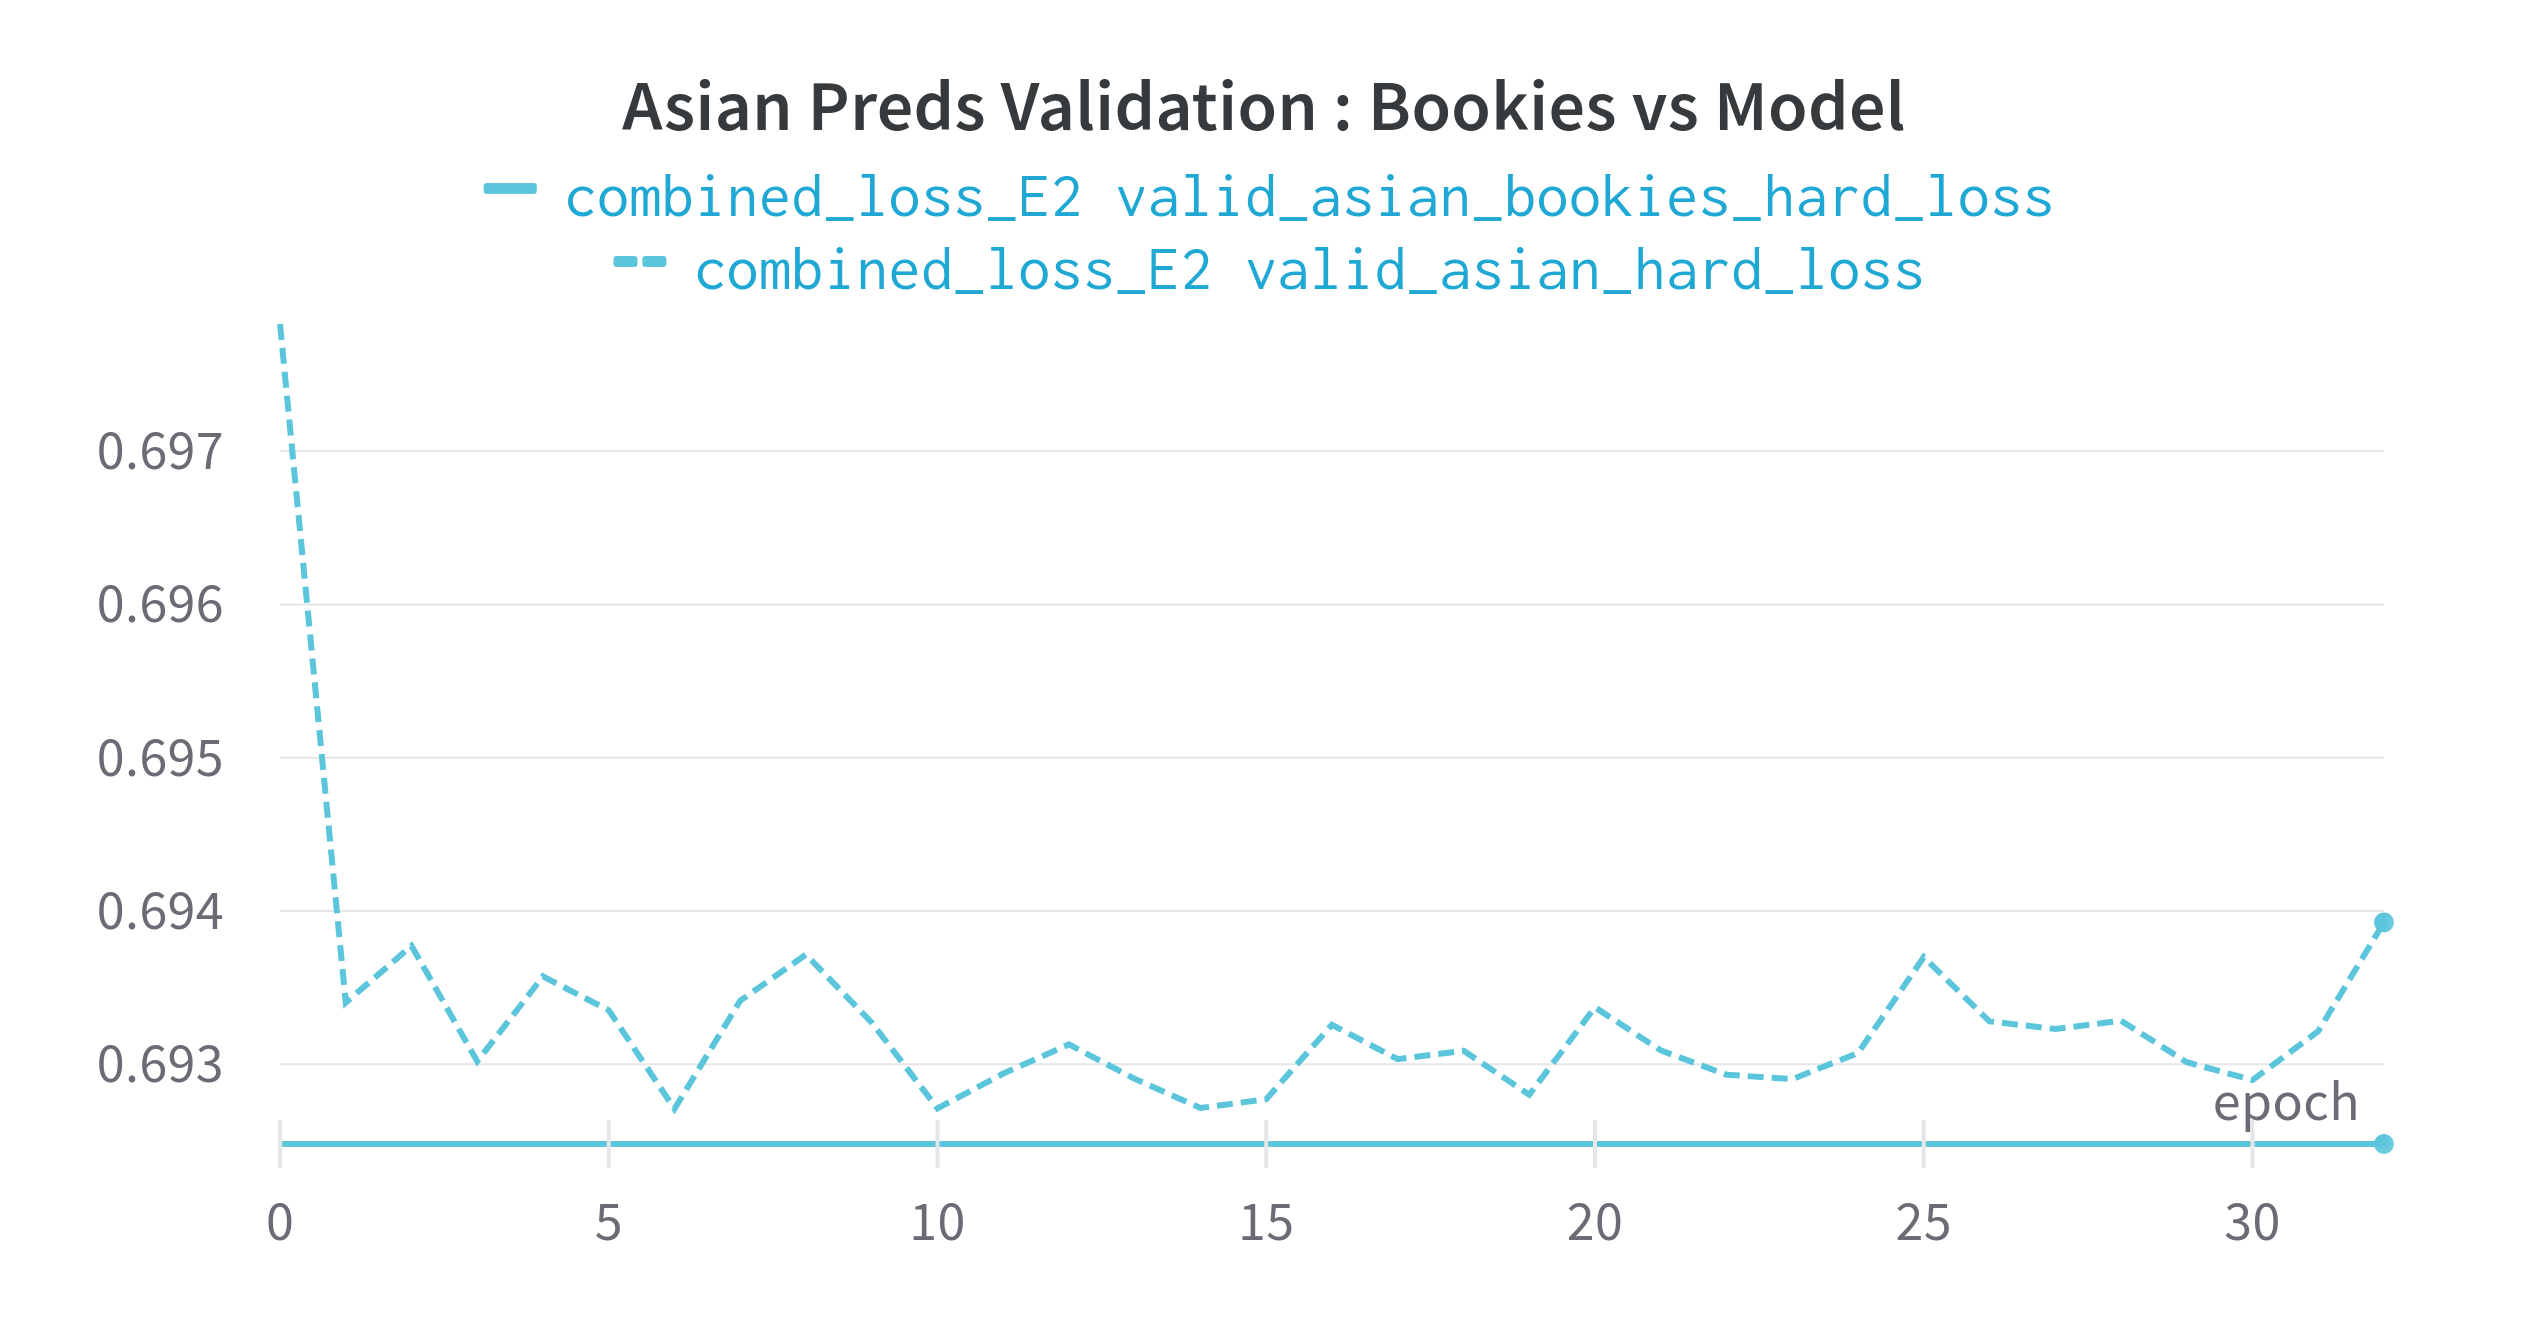 Asian Preds Validation : Bookies vs Model
combined_loss_E2 valid_asian_bookies_hard_loss
combined_loss_E2 valid_asian_hard_loss
0.697
0.696
0.695
0.694
0.693
epoch
0 5 10 15 20 25 30